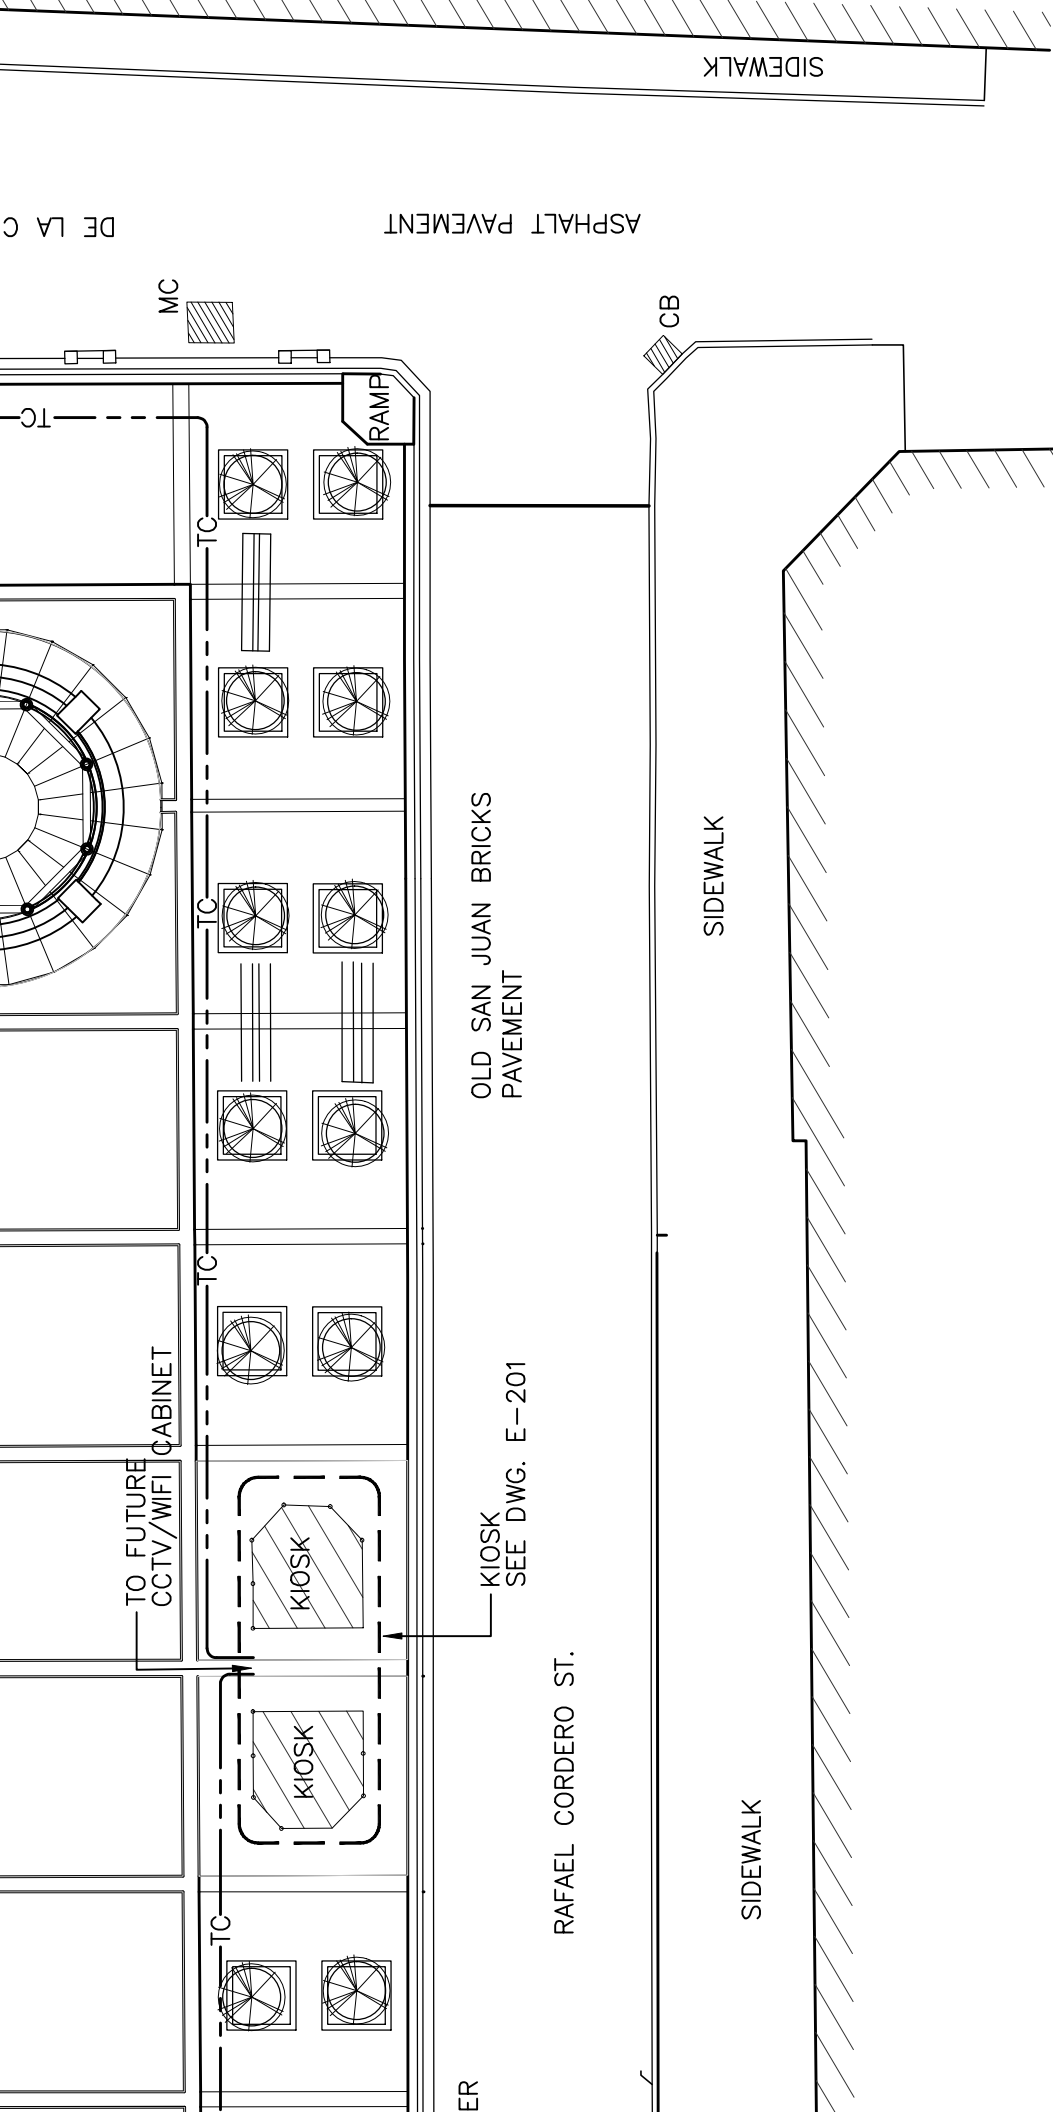 SIDEWALK
DE LA C
ASPHALT PAVEMENT
MC
CB
RAMP
TC
TC
OLD SAN JUAN BRICKS
PAVEMENT
SIDEWALK
TC
TC
TO FUTURE
CCTV/WIFI CABINET
KIOSK
SEE DWG. E-201
KIOSK
KIOSK
RAFAEL CORDERO ST.
SIDEWALK
TC
ER